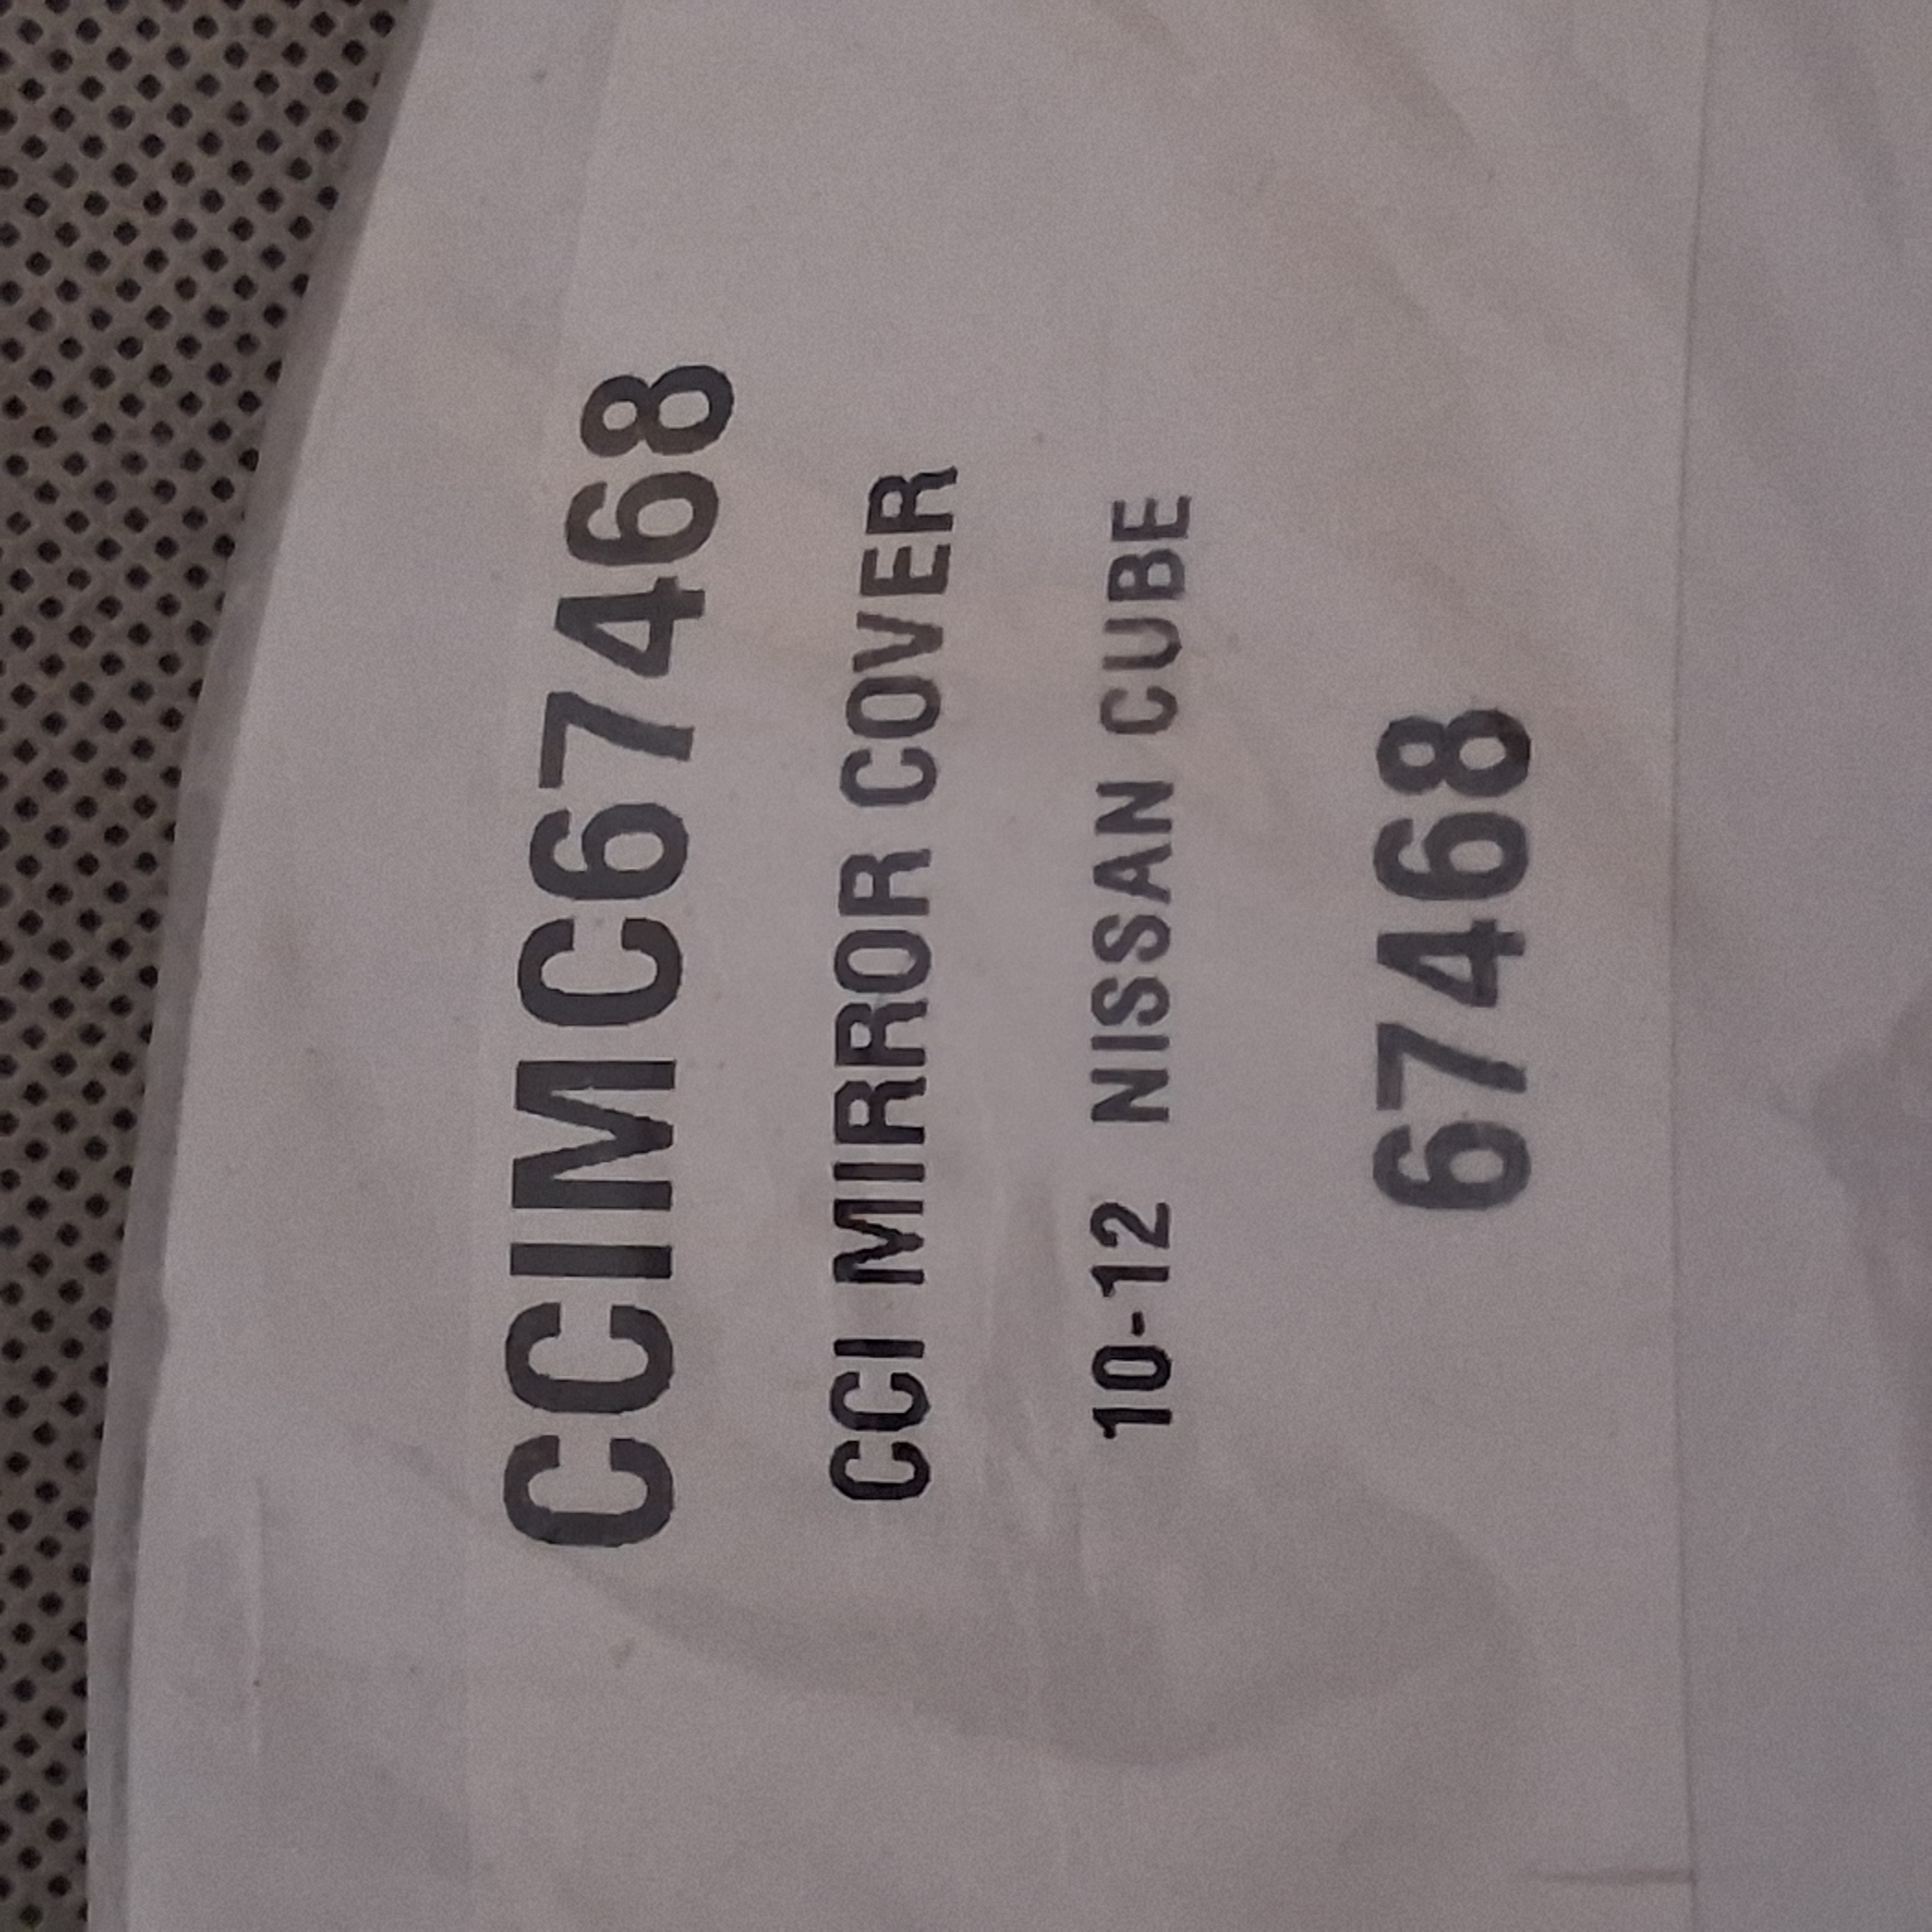 CCIMC67468
CCI MIRROR COVER
10-12 NISSAN CUBE
67468